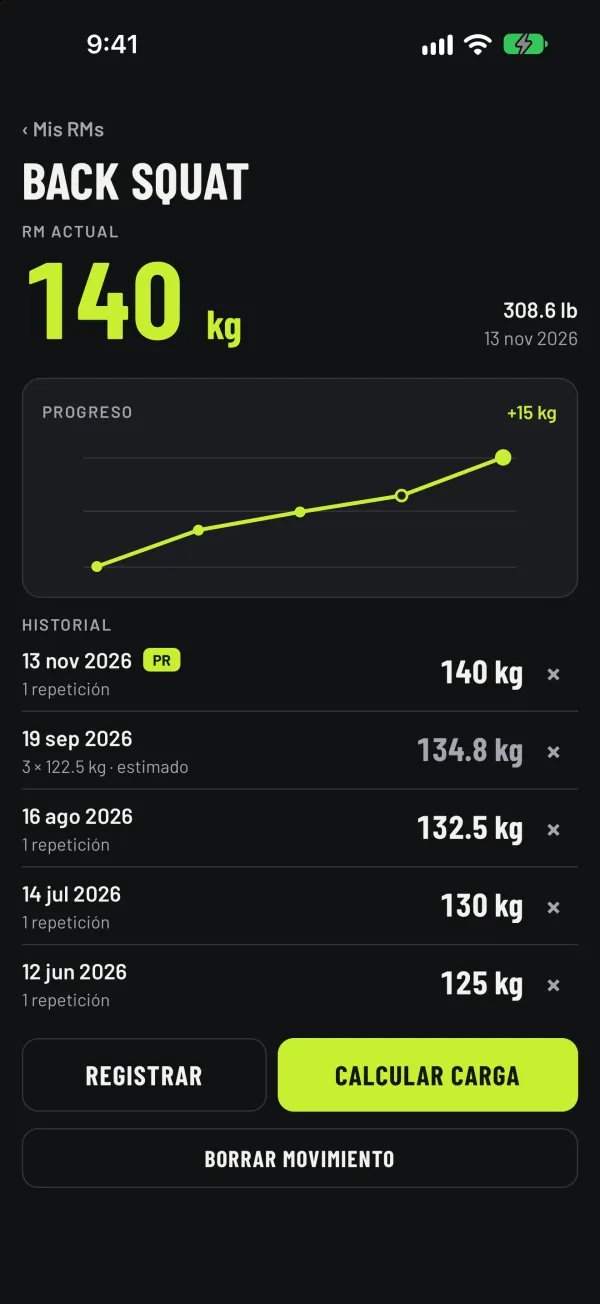 9:41
‹ Mis RMs
BACK SQUAT
RM ACTUAL
140 kg
308.6 lb
13 nov 2026
PROGRESO
+15 kg
HISTORIAL
13 nov 2026 PR
1 repetición
140 kg ×
19 sep 2026
3 × 122.5 kg · estimado
134.8 kg ×
16 ago 2026
1 repetición
132.5 kg ×
14 jul 2026
1 repetición
130 kg ×
12 jun 2026
1 repetición
125 kg ×
REGISTRAR
CALCULAR CARGA
BORRAR MOVIMIENTO